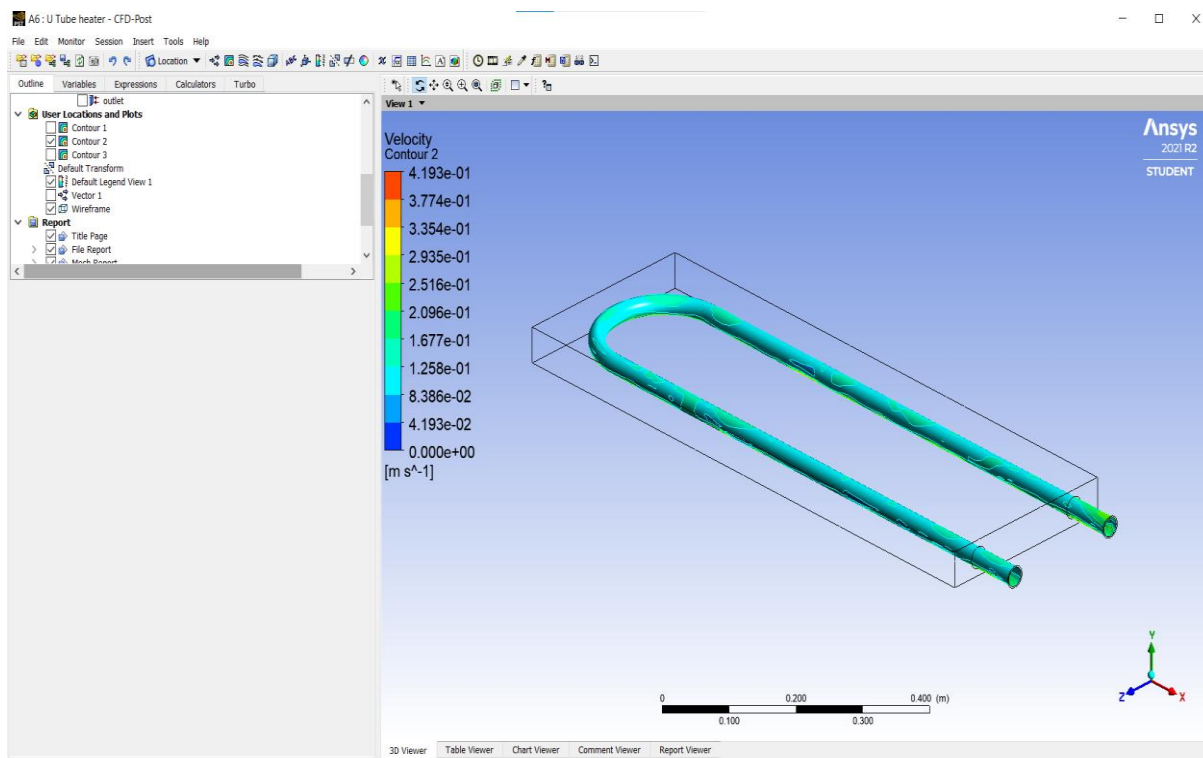 A6 : U Tube heater - CFD-Post
File Edit Monitor Session Insert Tools Help
Location
Outline Variables Expressions Calculators Turbo
outlet
User Locations and Plots
Contour 1
Contour 2
Contour 3
Default Transform
Default Legend View 1
Vector 1
Wireframe
Report
Title Page
File Report
Mesh Report
View 1
Ansys
2021 R2
STUDENT
Velocity
Contour 2
4.193e-01
3.774e-01
3.354e-01
2.935e-01
2.516e-01
2.096e-01
1.677e-01
1.258e-01
8.386e-02
4.193e-02
0.000e+00
[m s^-1]
Y
Z X
0 0.200 0.400 (m)
0.100 0.300
3D Viewer Table Viewer Chart Viewer Comment Viewer Report Viewer